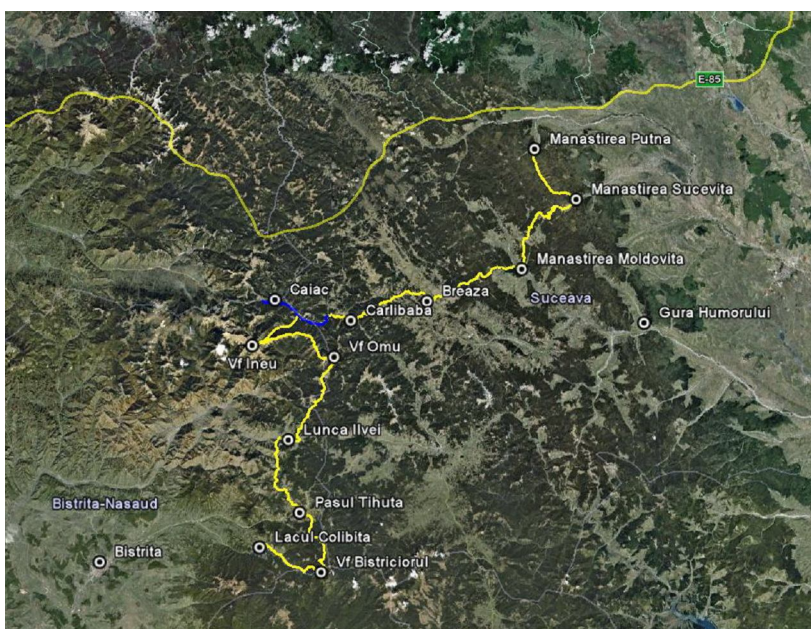 E-85
Manastirea Putna
Manastirea Sucevita
Manastirea Moldovita
Caiac
Breaza
Suceava
Carlibaba
Gura Humorului
Vf Ineu
Vf Omu
Lunca Ilvei
Bistrita-Nasaud
Pasul Tihuta
Lacul Colibita
Bistrita
Vf Bistriciorul